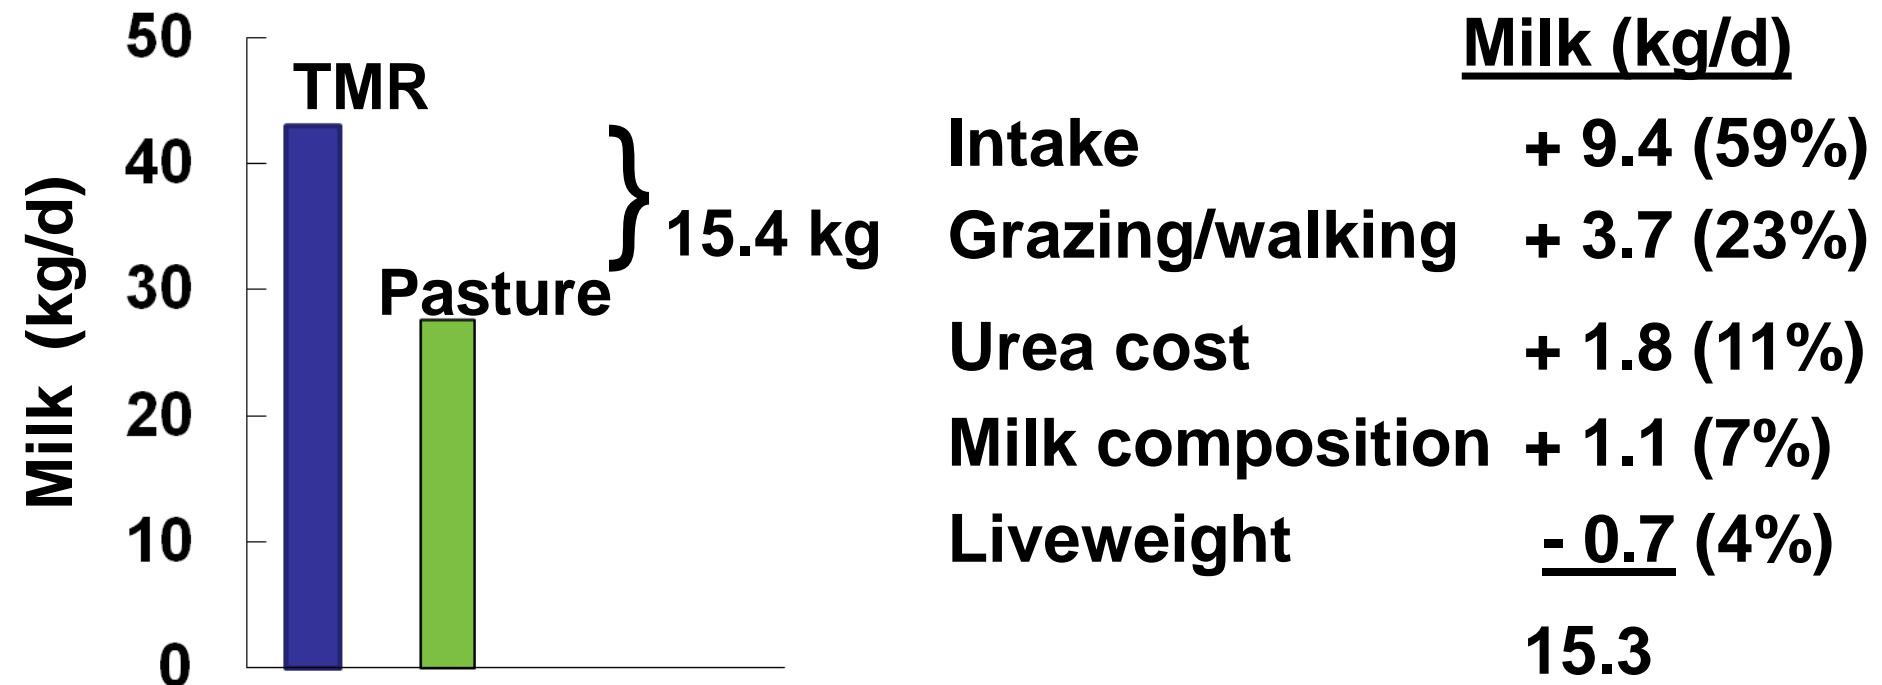 Milk (kg/d)
50
40
30
20
10
0
TMR
Pasture
} 15.4 kg
Milk (kg/d)
Intake + 9.4 (59%)
Grazing/walking + 3.7 (23%)
Urea cost + 1.8 (11%)
Milk composition + 1.1 (7%)
Liveweight - 0.7 (4%)
15.3